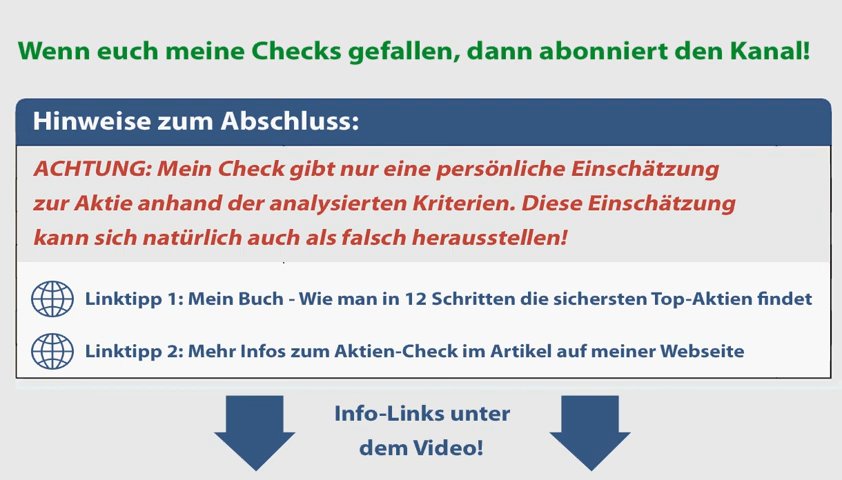 Wenn euch meine Checks gefallen, dann abonniert den Kanal!
Hinweise zum Abschluss:
ACHTUNG: Mein Check gibt nur eine persönliche Einschätzung
zur Aktie anhand der analysierten Kriterien. Diese Einschätzung
kann sich natürlich auch als falsch herausstellen!
Linktipp 1: Mein Buch - Wie man in 12 Schritten die sichersten Top-Aktien findet
Linktipp 2: Mehr Infos zum Aktien-Check im Artikel auf meiner Webseite
Info-Links unter
dem Video!